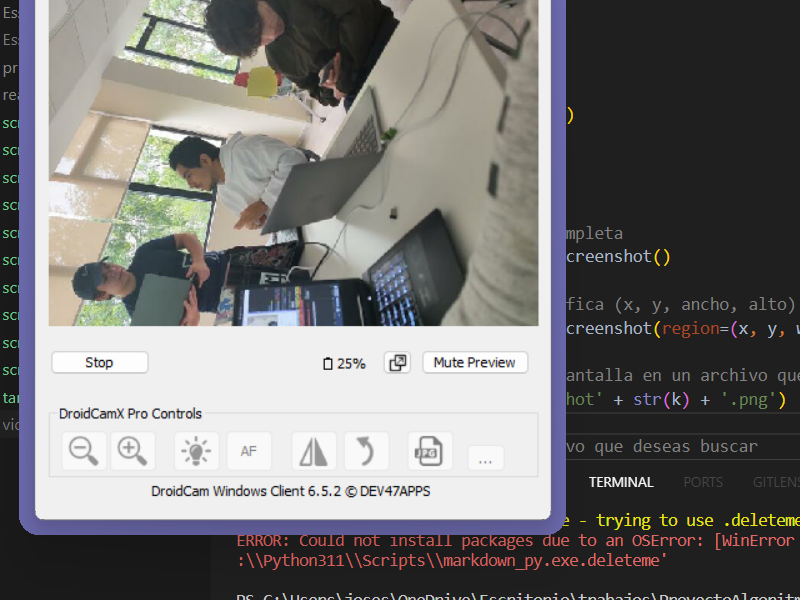 Es
Es
pr
rea
scr
scr
)
scr
scr
scr
mpleta
scr
creenshot()
scr
scr
fica (x, y, ancho, alto)
scr
creenshot(region=(x, y, w
scr
Stop
25%
Mute Preview
scr
antalla en un archivo que
tar
hot' + str(k) + '.png')
DroidCamX Pro Controls
vid
vo que deseas buscar
AF
JPG
...
TERMINAL
PORTS
GITLENS
DroidCam Windows Client 6.5.2 © DEV47APPS
e - trying to use .deleteme
ERROR: Could not install packages due to an OSError: [WinError
:\\Python311\\Scripts\\markdown_py.exe.deleteme'
PS C:\Users\joses\OneDrive\Escritorio\trabajos\ProyectoAlgoritm